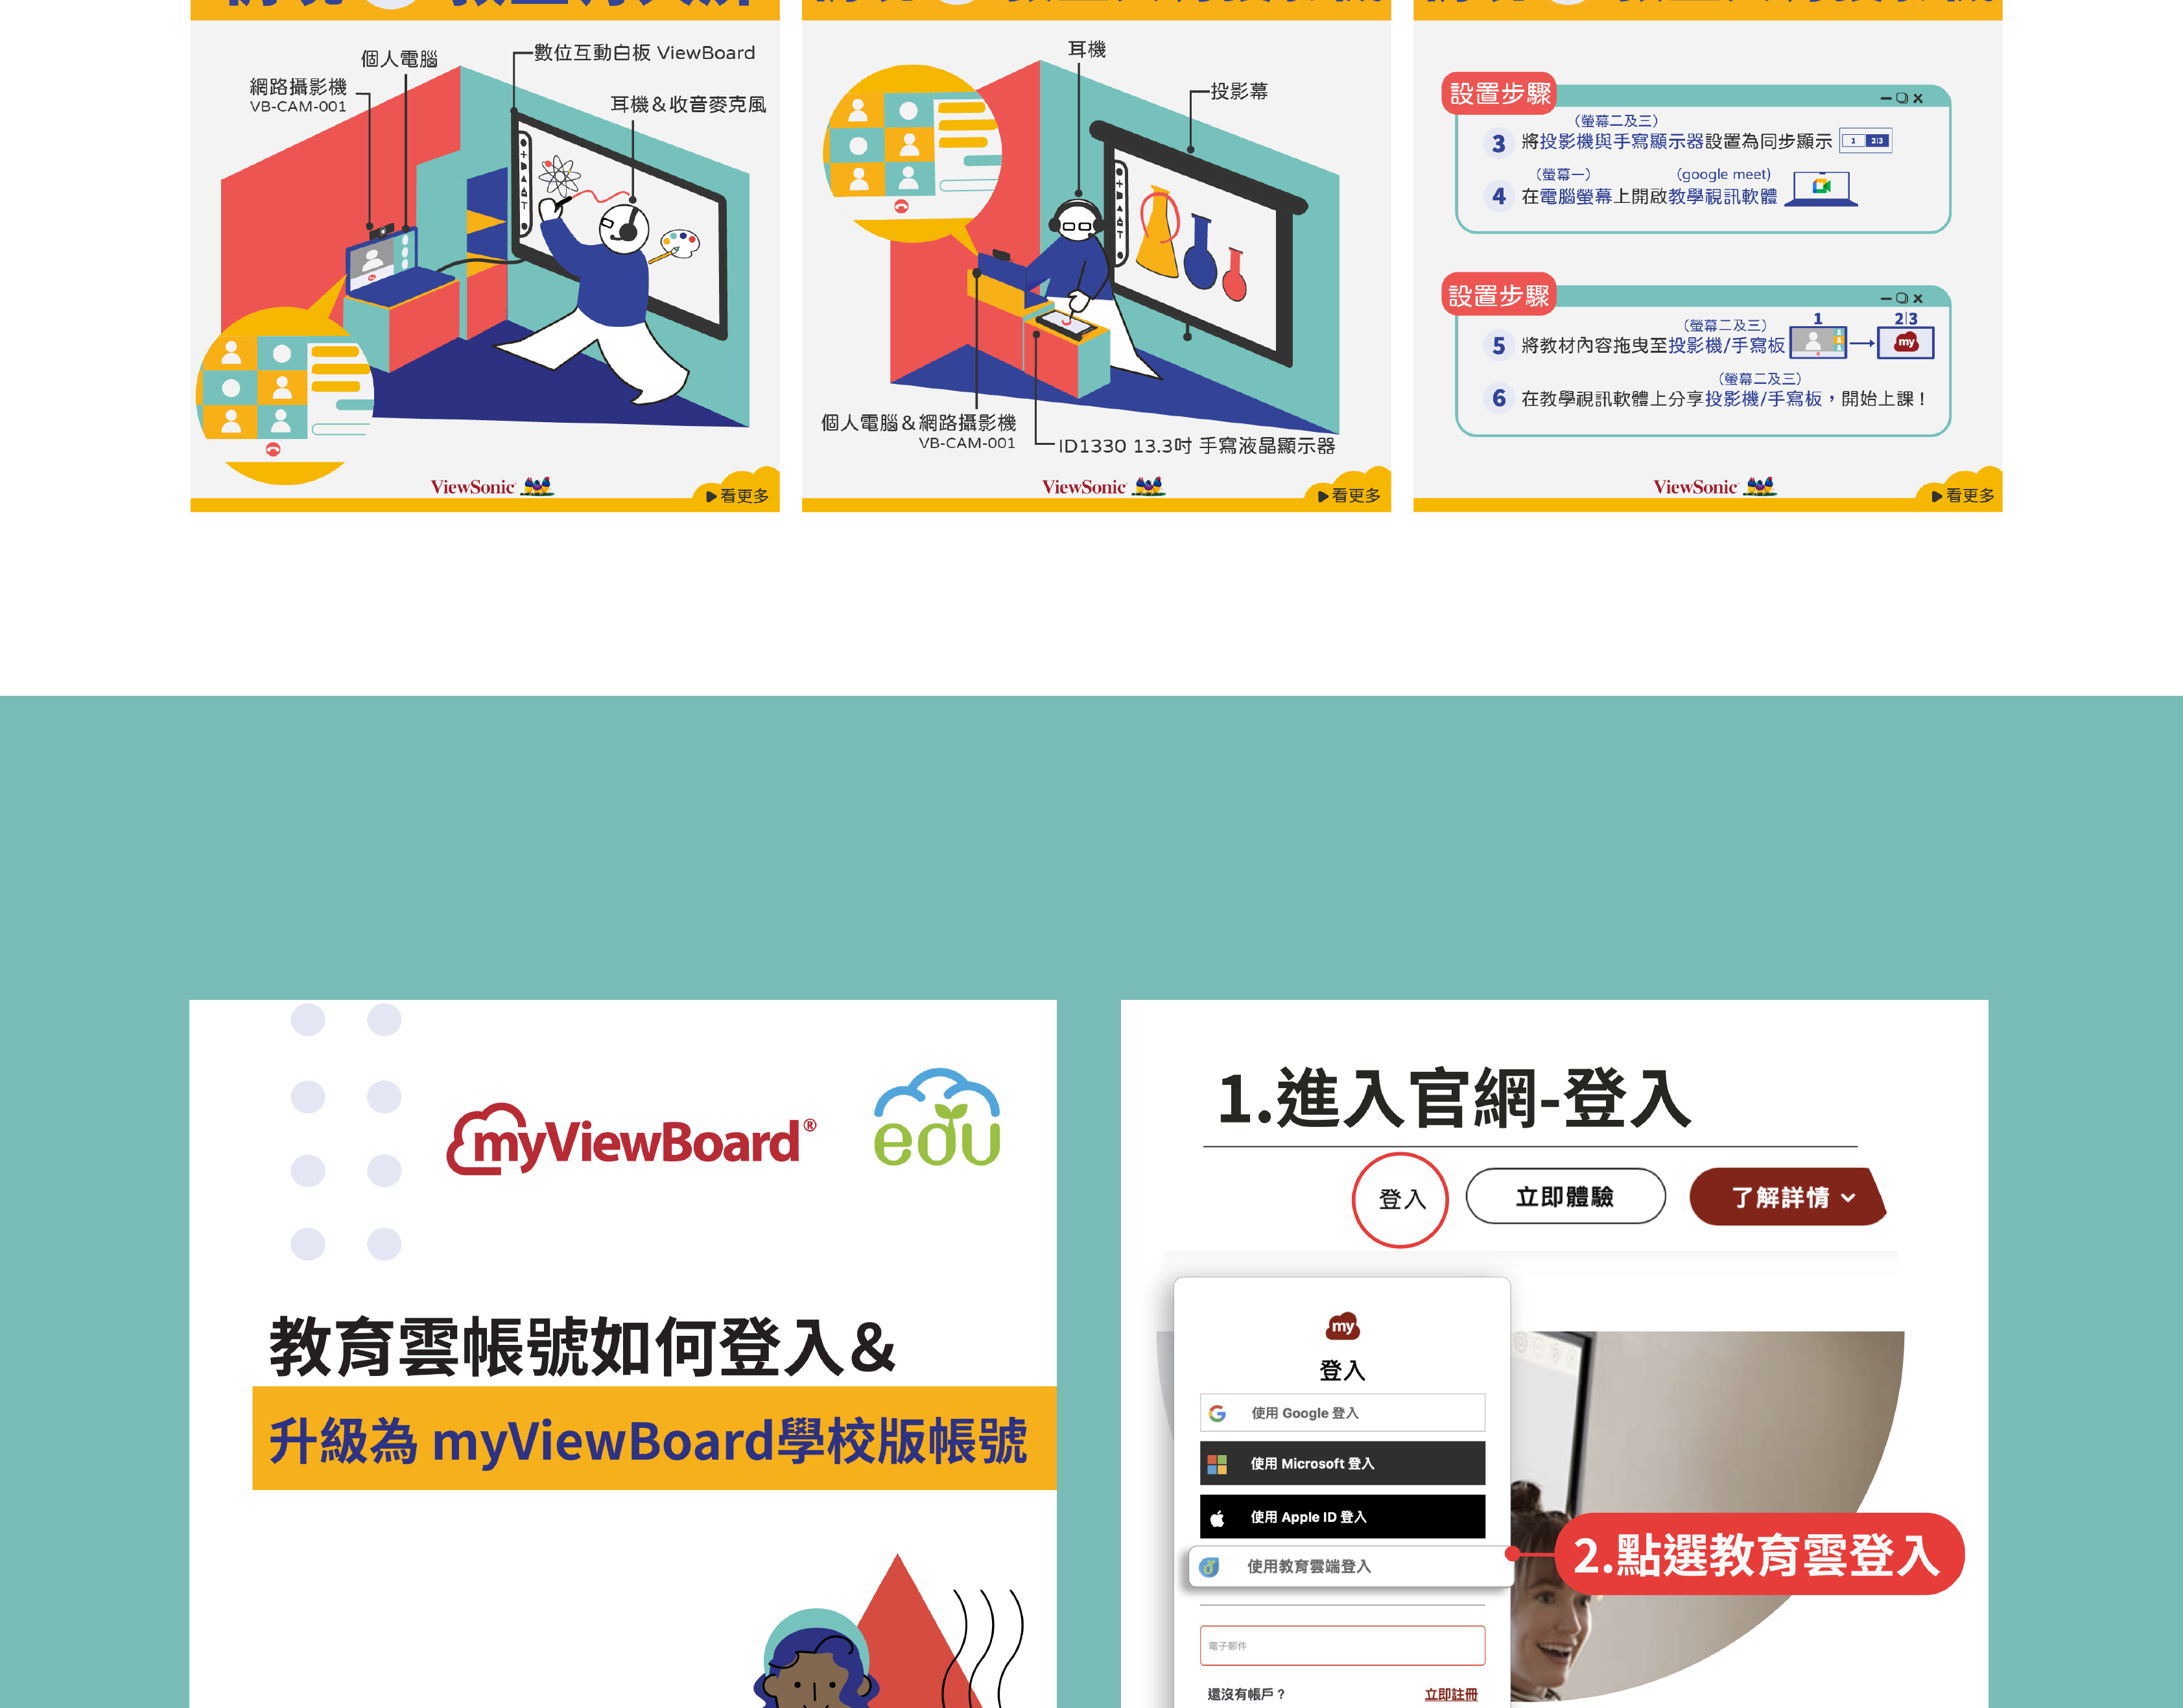 個人電腦
網路攝影機
VB-CAM-001
數位互動白板 ViewBoard
耳機&收音麥克風
ViewSonic
看更多
耳機
投影幕
個人電腦&網路攝影機
VB-CAM-001
ID1330 13.3吋 手寫液晶顯示器
ViewSonic
看更多
設置步驟
(螢幕二及三)
3 將投影機與手寫顯示器設置為同步顯示
1 2|3
(螢幕一) (google meet)
4 在電腦螢幕上開啟教學視訊軟體
設置步驟
(螢幕二及三) 1 2|3
5 將教材內容拖曳至投影機/手寫板
my
(螢幕二及三)
6 在教學視訊軟體上分享投影機/手寫板，開始上課！
ViewSonic
看更多
myViewBoard®
edu
教育雲帳號如何登入&
升級為 myViewBoard學校版帳號
1.進入官網-登入
登入 立即體驗 了解詳情
my
登入
使用 Google 登入
使用 Microsoft 登入
使用 Apple ID 登入
使用教育雲端登入
2.點選教育雲登入
電子郵件
還沒有帳戶？ 立即註冊